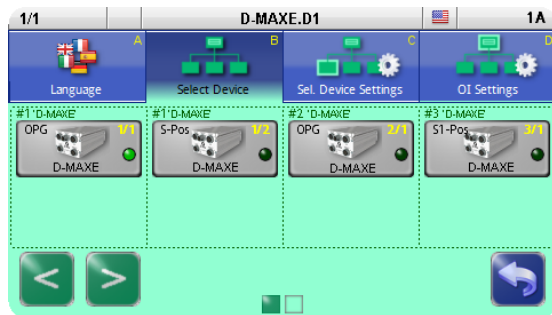 1/1 D-MAXE.D1 1A
A B C D
Language Select Device Sel. Device Settings OI Settings
#1 'D-MAXE' #1 'D-MAXE' #2 'D-MAXE' #3 'D-MAXE'
OPG 1/1 S-Pos 1/2 OPG 2/1 S1-Pos 3/1
D-MAXE D-MAXE D-MAXE D-MAXE
< >